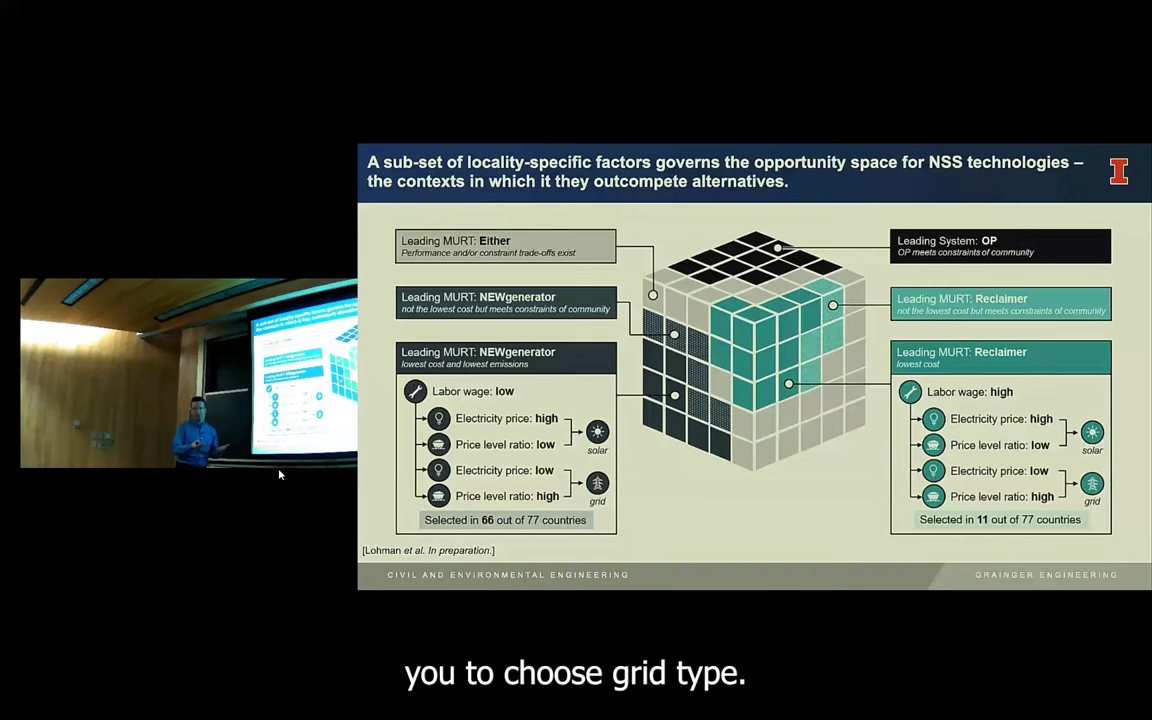 A sub-set of locality-specific factors governs the opportunity space for NSS technologies –
the contexts in which it they outcompete alternatives.
Leading MURT: Either
Performance and/or constraint trade-offs exist
Leading MURT: NEWgenerator
not the lowest cost but meets constraints of community
Leading MURT: NEWgenerator
lowest cost and lowest emissions
Labor wage: low
Electricity price: high
Price level ratio: low
solar
Electricity price: low
Price level ratio: high
grid
Selected in 66 out of 77 countries
Leading System: OP
OP meets constraints of community
Leading MURT: Reclaimer
not the lowest cost but meets constraints of community
Leading MURT: Reclaimer
lowest cost
Labor wage: high
Electricity price: high
Price level ratio: low
solar
Electricity price: low
Price level ratio: high
grid
Selected in 11 out of 77 countries
[Lohman et al. In preparation.]
CIVIL AND ENVIRONMENTAL ENGINEERING
GRAINGER ENGINEERING
you to choose grid type.